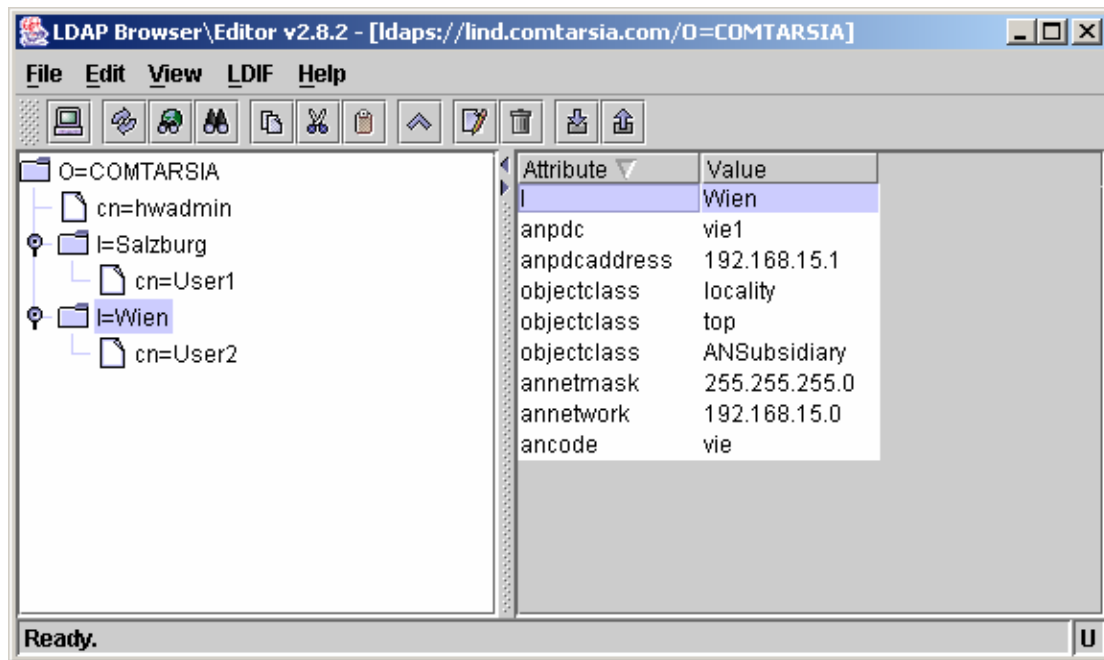 LDAP Browser\Editor v2.8.2 - [ldaps://lind.comtarsia.com/O=COMTARSIA]
File Edit View LDIF Help
O=COMTARSIA
cn=hwadmin
l=Salzburg
cn=User1
l=Wien
cn=User2
Attribute Value
l Wien
anpdc vie1
anpdcaddress 192.168.15.1
objectclass locality
objectclass top
objectclass ANSubsidiary
annetmask 255.255.255.0
annetwork 192.168.15.0
ancode vie
Ready. U